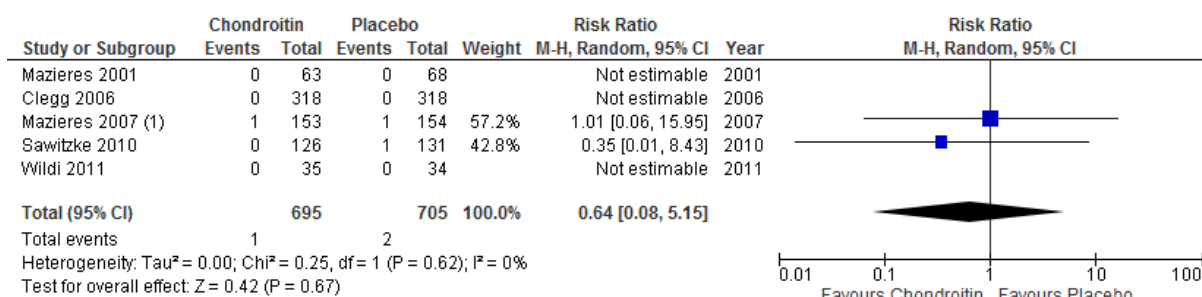 Chondroitin Placebo Risk Ratio Risk Ratio
Study or Subgroup Events Total Events Total Weight M-H, Random, 95% CI Year M-H, Random, 95% CI
Mazieres 2001 0 63 0 68 Not estimable 2001
Clegg 2006 0 318 0 318 Not estimable 2006
Mazieres 2007 (1) 1 153 1 154 57.2% 1.01 [0.06, 15.95] 2007
Sawitzke 2010 0 126 1 131 42.8% 0.35 [0.01, 8.43] 2010
Wildi 2011 0 35 0 34 Not estimable 2011
Total (95% CI) 695 705 100.0% 0.64 [0.08, 5.15]
Total events 1 2
Heterogeneity: Tau² = 0.00; Chi² = 0.25, df = 1 (P = 0.62); I² = 0%
Test for overall effect: Z = 0.42 (P = 0.67)
0.01 0.1 1 10 100
Favours Chondroitin Favours Placebo